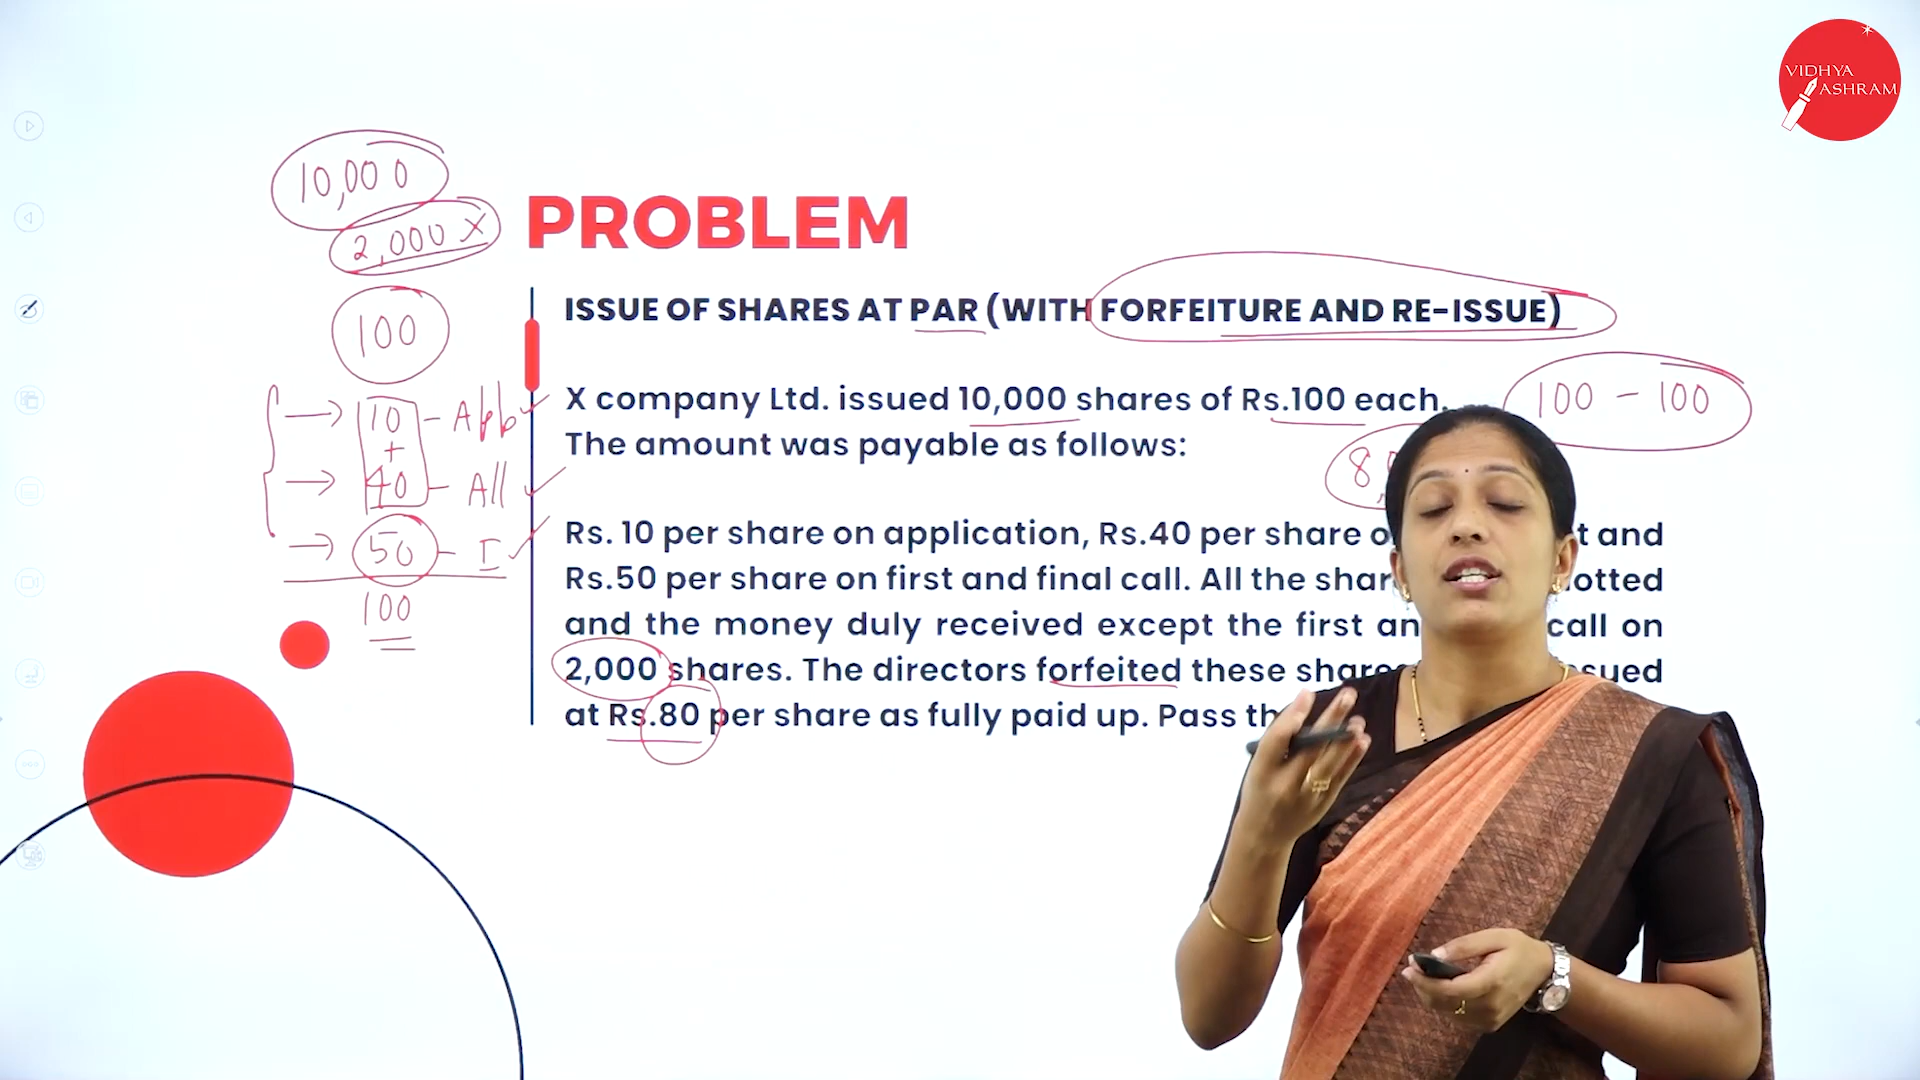 VIDHYA
ASHRAM
10,000
2,000 X
PROBLEM
100
ISSUE OF SHARES AT PAR (WITH FORFEITURE AND RE-ISSUE)
X company Ltd. issued 10,000 shares of Rs.100 each.
100 - 100
The amount was payable as follows:
8
10 - App
+
40 - All
50 - I
100
Rs. 10 per share on application, Rs.40 per share t and
Rs.50 per share on first and final call. All the otted
and the money duly received except the first call on
2,000 shares. The directors forfeited these sued
at Rs.80 per share as fully paid up. Pass